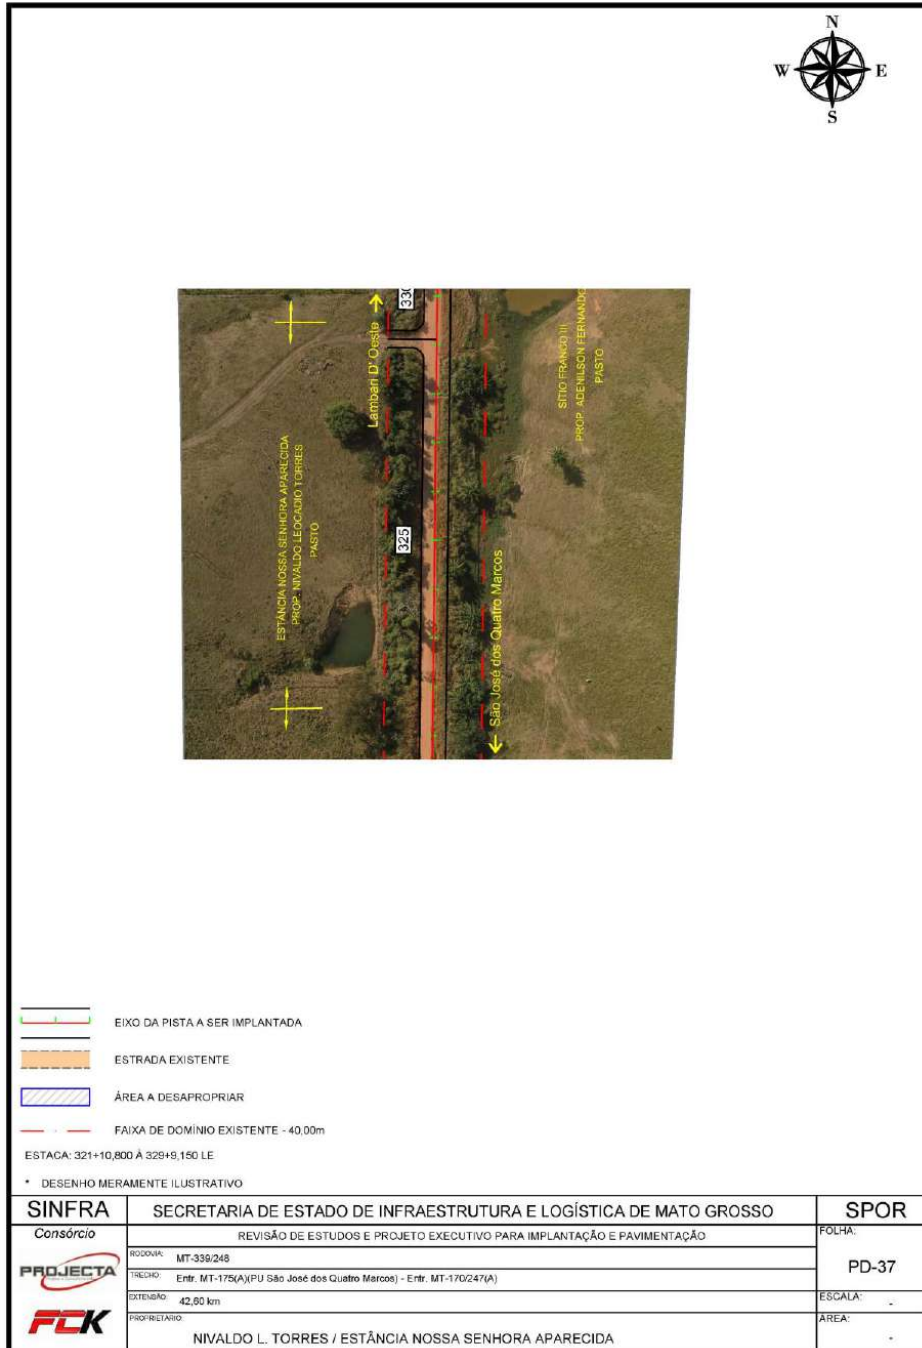 N
W E
S
Lambari D' Oeste
330
ESTÂNCIA NOSSA SENHORA APARECIDA
PROP. NIVALDO LEOCADIO TORRES
PASTO
325
São José dos Quatro Marcos
SÍTIO FRANGO III
PROP. ADENILSON FERNANDO
PASTO
EIXO DA PISTA A SER IMPLANTADA
ESTRADA EXISTENTE
ÁREA A DESAPROPRIAR
FAIXA DE DOMÍNIO EXISTENTE - 40,00m
ESTACA: 321+10,800 À 329+9,150 LE
* DESENHO MERAMENTE ILUSTRATIVO
SINFRA
SECRETARIA DE ESTADO DE INFRAESTRUTURA E LOGÍSTICA DE MATO GROSSO
SPOR
Consórcio
REVISÃO DE ESTUDOS E PROJETO EXECUTIVO PARA IMPLANTAÇÃO E PAVIMENTAÇÃO
FOLHA:
PD-37
PROJECTA
RODOVIA: MT-339/248
TRECHO: Entr. MT-175(A)(PU São José dos Quatro Marcos) - Entr. MT-170/247(A)
EXTENSÃO: 42,60 km
ESCALA: -
FCK
PROPRIETÁRIO:
NIVALDO L. TORRES / ESTÂNCIA NOSSA SENHORA APARECIDA
ÁREA: -